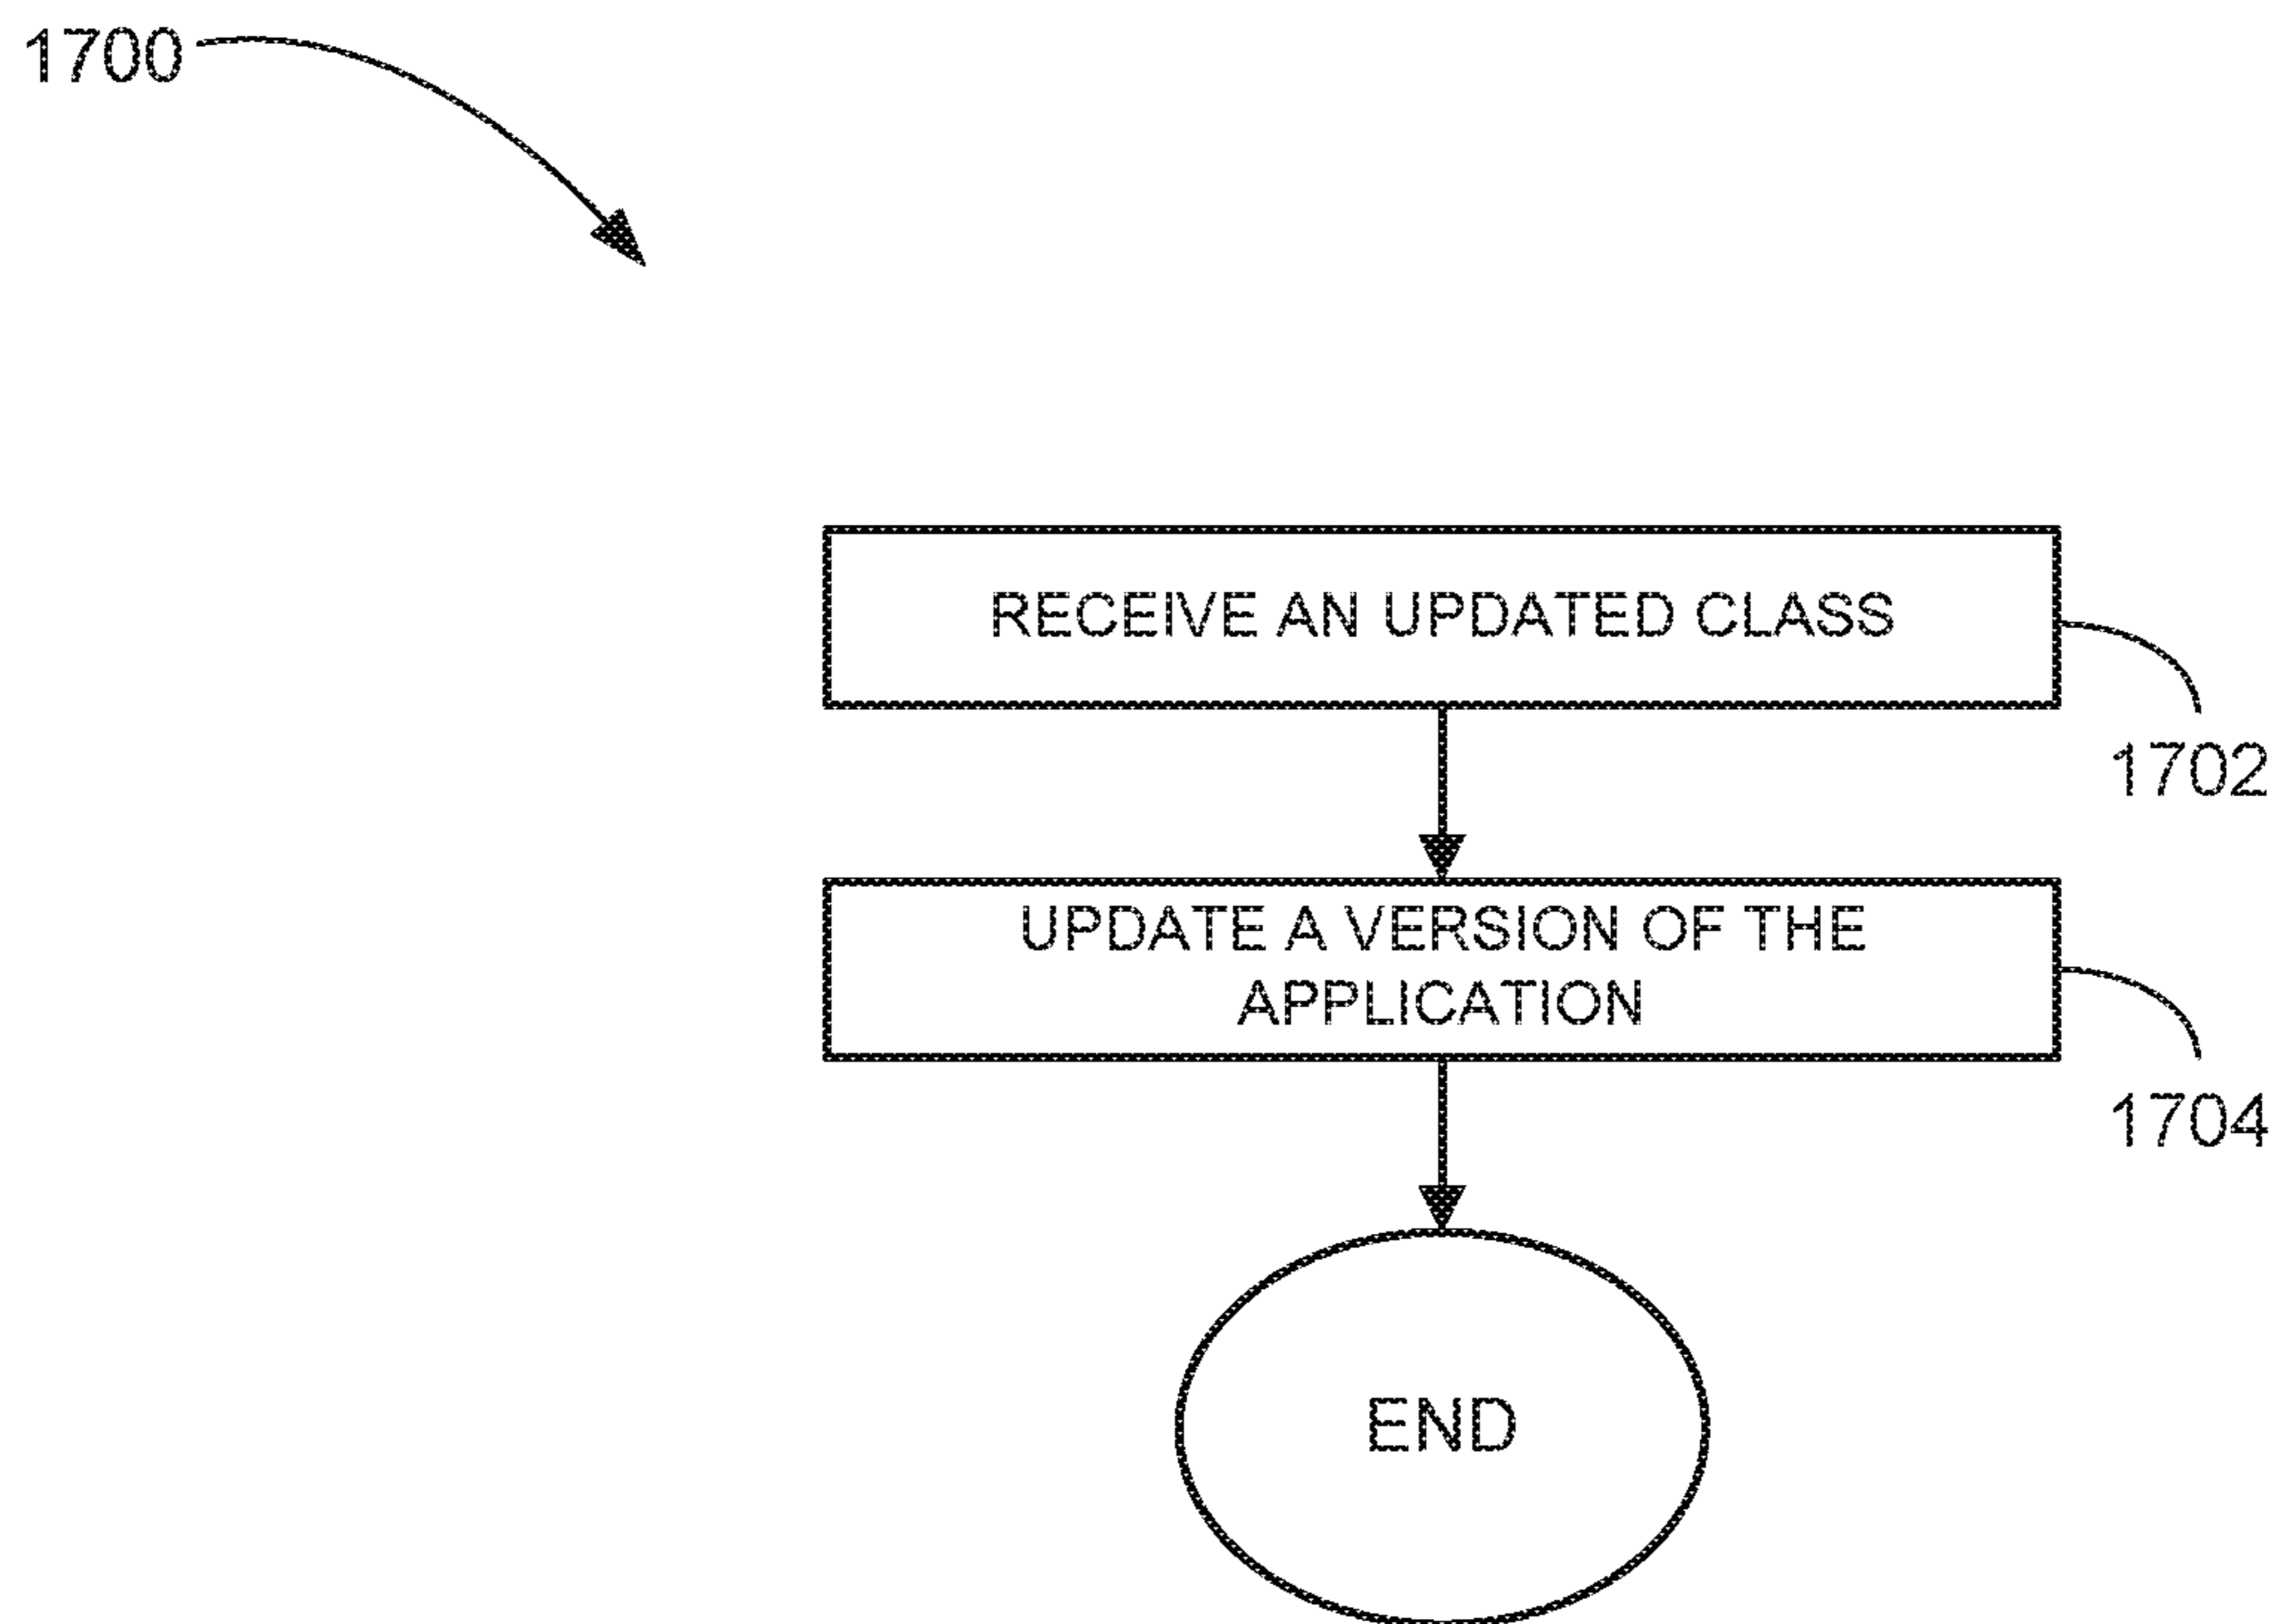 1700
RECEIVE AN UPDATED CLASS
1702
UPDATE A VERSION OF THE
APPLICATION
1704
END